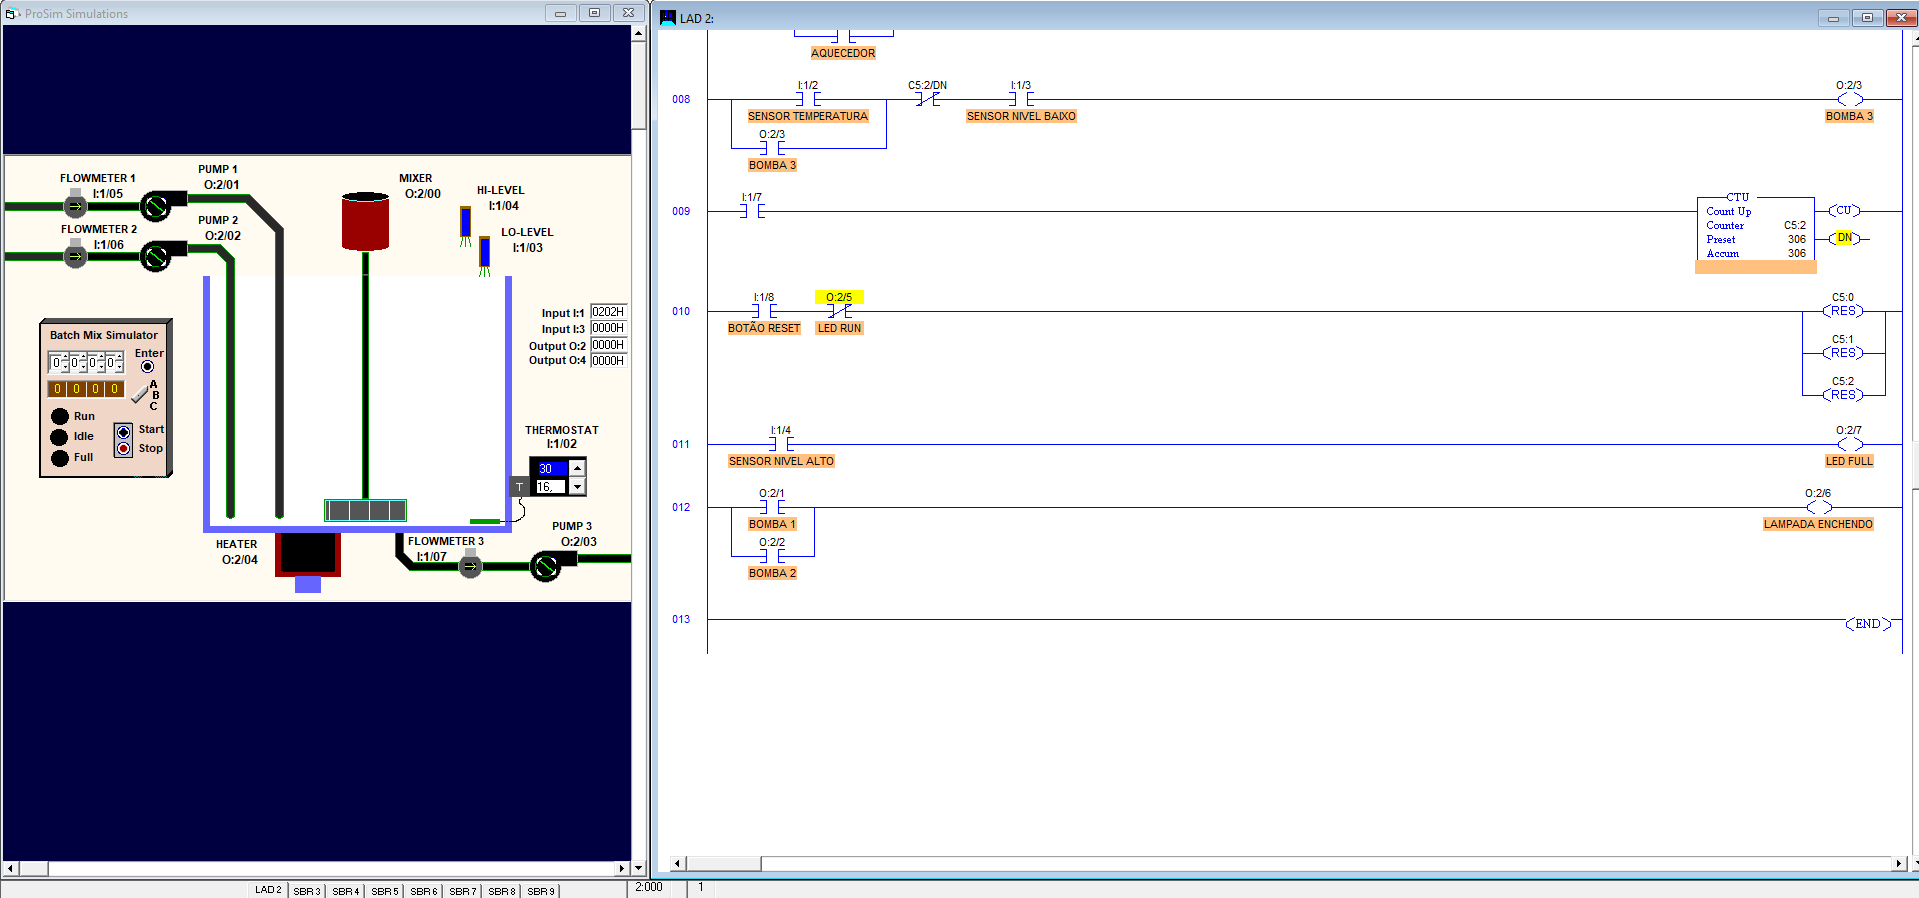 ProSim Simulations
FLOWMETER 1
I:1/05
PUMP 1
O:2/01
PUMP 2
O:2/02
FLOWMETER 2
I:1/06
MIXER
O:2/00
HI-LEVEL
I:1/04
LO-LEVEL
I:1/03
Input I:1 0202H
Input I:3 0000H
Output O:2 0000H
Output O:4 0000H
Batch Mix Simulator
Enter
0 0 0 0
0 0 0 0
A
B
C
Run
Idle
Full
Start
Stop
THERMOSTAT
I:1/02
30
16,
T
HEATER
O:2/04
FLOWMETER 3
I:1/07
PUMP 3
O:2/03
LAD 2:
AQUECEDOR
008
I:1/2
SENSOR TEMPERATURA
C5:2/DN
I:1/3
SENSOR NIVEL BAIXO
O:2/3
BOMBA 3
O:2/3
BOMBA 3
009
I:1/7
CTU
Count Up
Counter C5:2
Preset 306
Accum 306
CU
DN
010
I:1/8
BOTÃO RESET
O:2/5
LED RUN
C5:0
RES
C5:1
RES
C5:2
RES
011
I:1/4
SENSOR NIVEL ALTO
O:2/7
LED FULL
012
O:2/1
BOMBA 1
O:2/2
BOMBA 2
O:2/6
LAMPADA ENCHENDO
013
END
LAD 2 SBR 3 SBR 4 SBR 5 SBR 6 SBR 7 SBR 8 SBR 9
2:000 1